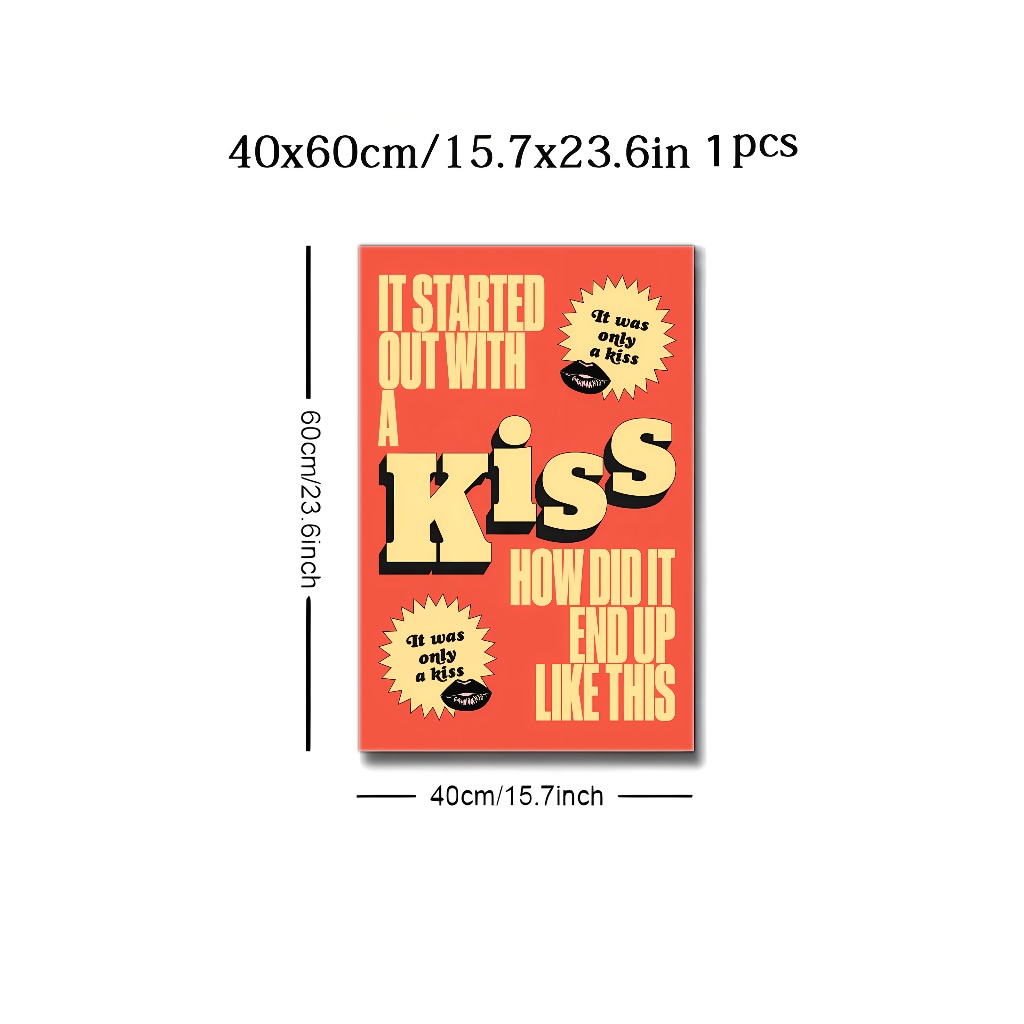 40x60cm/15.7x23.6in 1pcs
IT STARTED
OUT WITH
A
Kiss
It was
only
a kiss
HOW DID IT
END UP
LIKE THIS
It was
only
a kiss
60cm/23.6inch
40cm/15.7inch